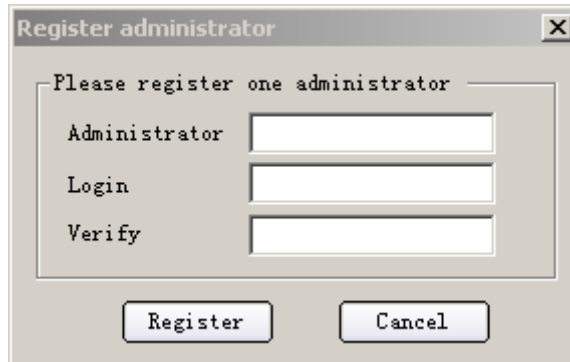 Register administrator
Please register one administrator
Administrator
Login
Verify
Register Cancel